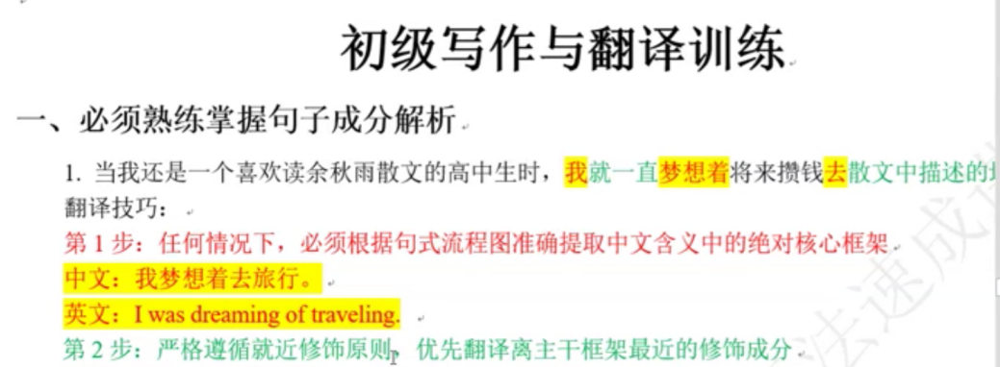 初级写作与翻译训练
一、必须熟练掌握句子成分解析
1. 当我还是一个喜欢读余秋雨散文的高中生时，我就一直梦想着将来攒钱去散文中描述的
翻译技巧：
第 1 步：任何情况下，必须根据句式流程图准确提取中文含义中的绝对核心框架
中文：我梦想着去旅行。
英文：I was dreaming of traveling.
第 2 步：严格遵循就近修饰原则，优先翻译离主干框架最近的修饰成分
法速成